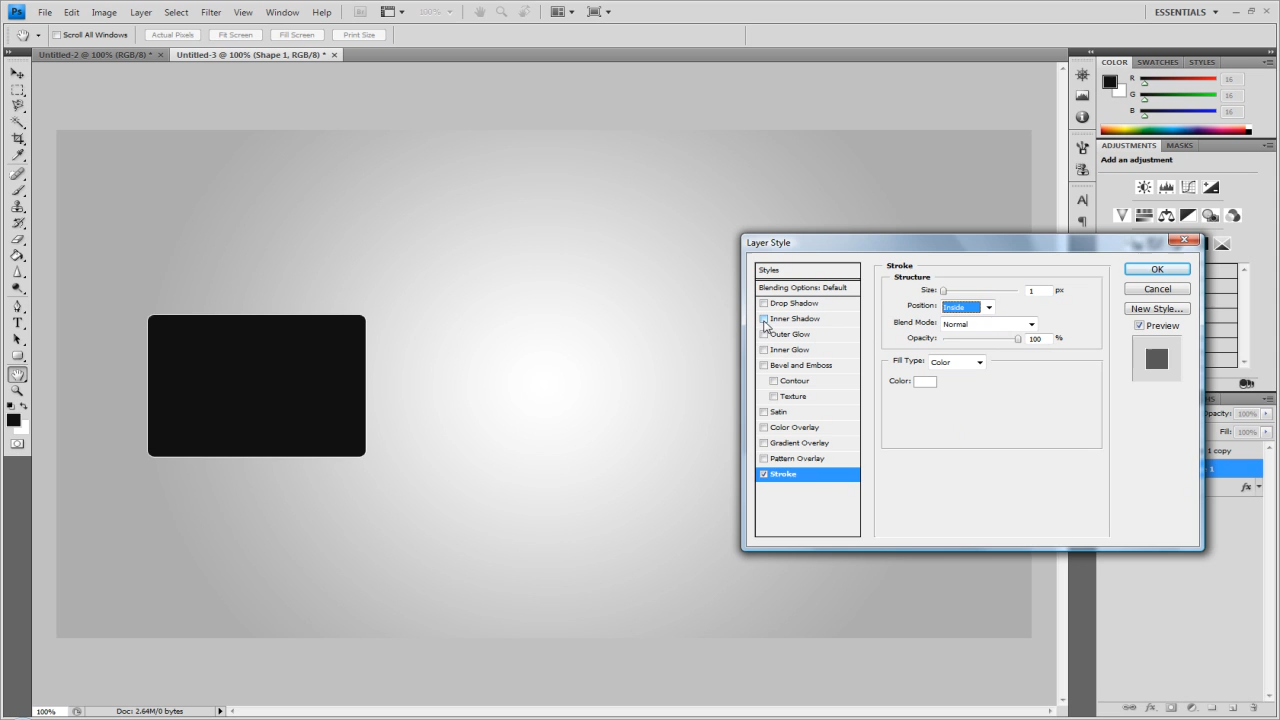 Ps File Edit Image Layer Select Filter View Window Help 100% ESSENTIALS
Scroll All Windows Actual Pixels Fit Screen Fill Screen Print Size
Untitled-2 @ 100% (RGB/8) * × Untitled-3 @ 100% (Shape 1, RGB/8) * ×
COLOR SWATCHES STYLES
R 16
G 16
B 16
ADJUSTMENTS MASKS
Add an adjustment
Layer Style
Styles
Blending Options: Default
Drop Shadow
Inner Shadow
Outer Glow
Inner Glow
Bevel and Emboss
Contour
Texture
Satin
Color Overlay
Gradient Overlay
Pattern Overlay
Stroke
Stroke
Structure
Size: 1 px
Position: Inside
Blend Mode: Normal
Opacity: 100 %
Fill Type: Color
Color:
OK
Cancel
New Style...
Preview
Opacity: 100%
Fill: 100%
1 copy
1
fx
100% Doc: 2.64M/0 bytes